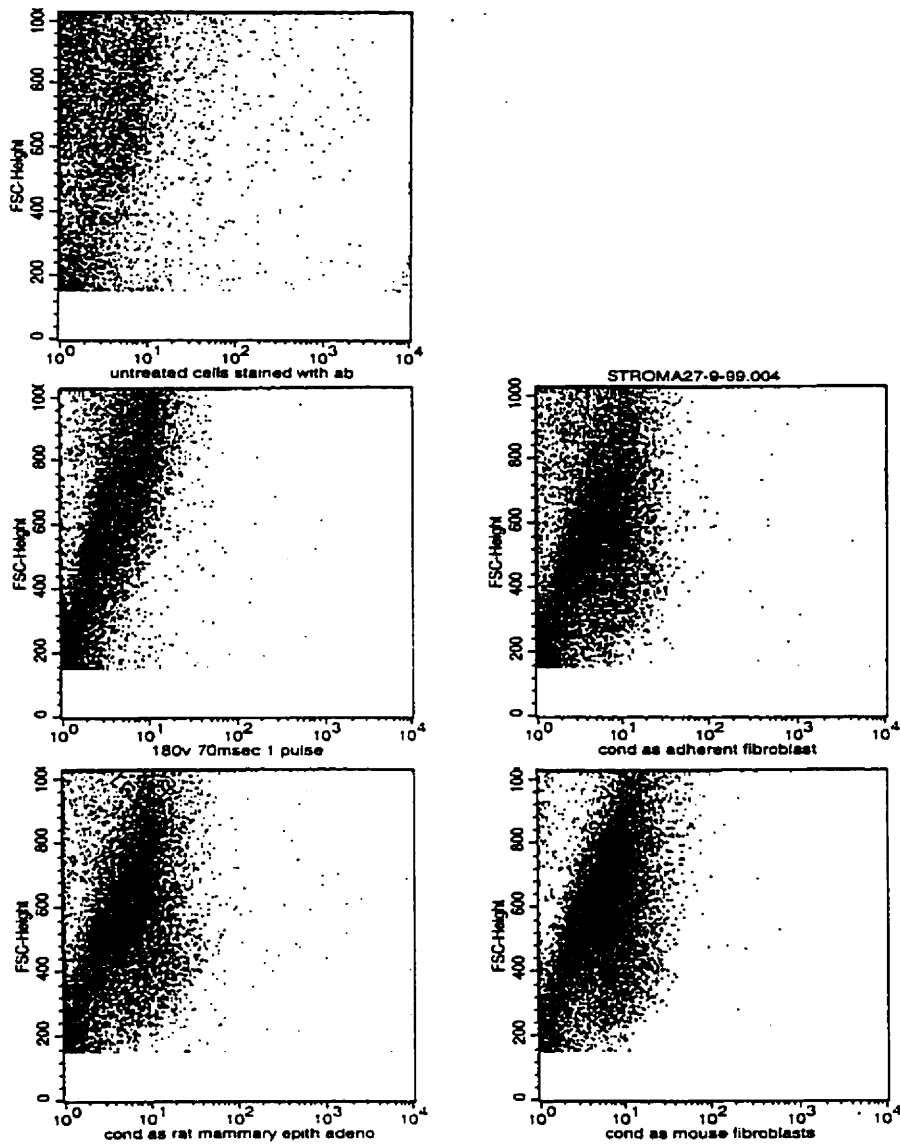 100(
800
600
400
200
0
FSC-Height
10^0 10^1 10^2 10^3 10^4
untreated cells stained with ab
100(
800
600
400
200
0
FSC-Height
10^0 10^1 10^2 10^3 10^4
180v 70msec 1 pulse
STROMA27-9-99.004
1000
800
600
400
200
0
FSC-Height
10^0 10^1 10^2 10^3 10^4
cond as adherent fibroblast
100(
800
600
400
200
0
FSC-Height
10^0 10^1 10^2 10^3 10^4
cond as rat mammary epith adeno
100(
800
600
400
200
0
FSC-Height
10^0 10^1 10^2 10^3 10^4
cond as mouse fibroblasts